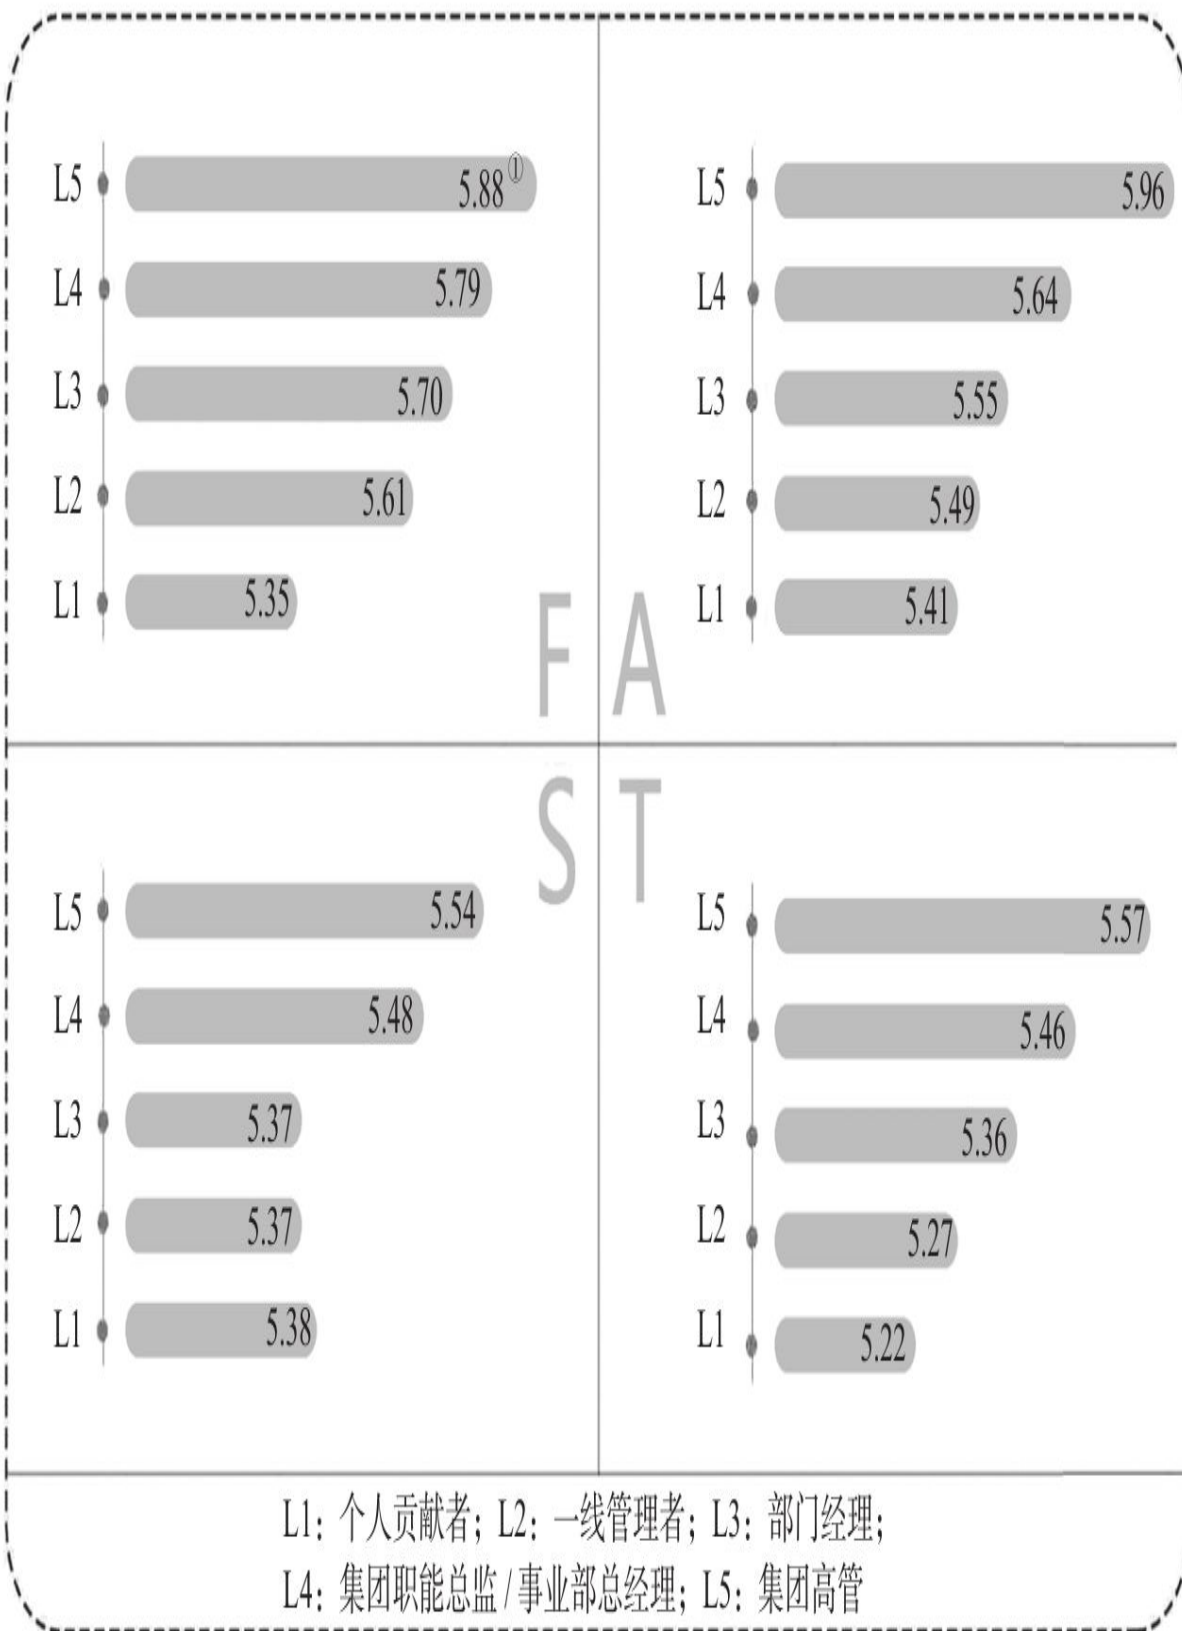 L5 5.88①
L4 5.79
L3 5.70
L2 5.61
L1 5.35
L5 5.96
L4 5.64
L3 5.55
L2 5.49
L1 5.41
F A
S T
L5 5.54
L4 5.48
L3 5.37
L2 5.37
L1 5.38
L5 5.57
L4 5.46
L3 5.36
L2 5.27
L1 5.22
L1：个人贡献者；L2：一线管理者；L3：部门经理；
L4：集团职能总监/事业部总经理；L5：集团高管